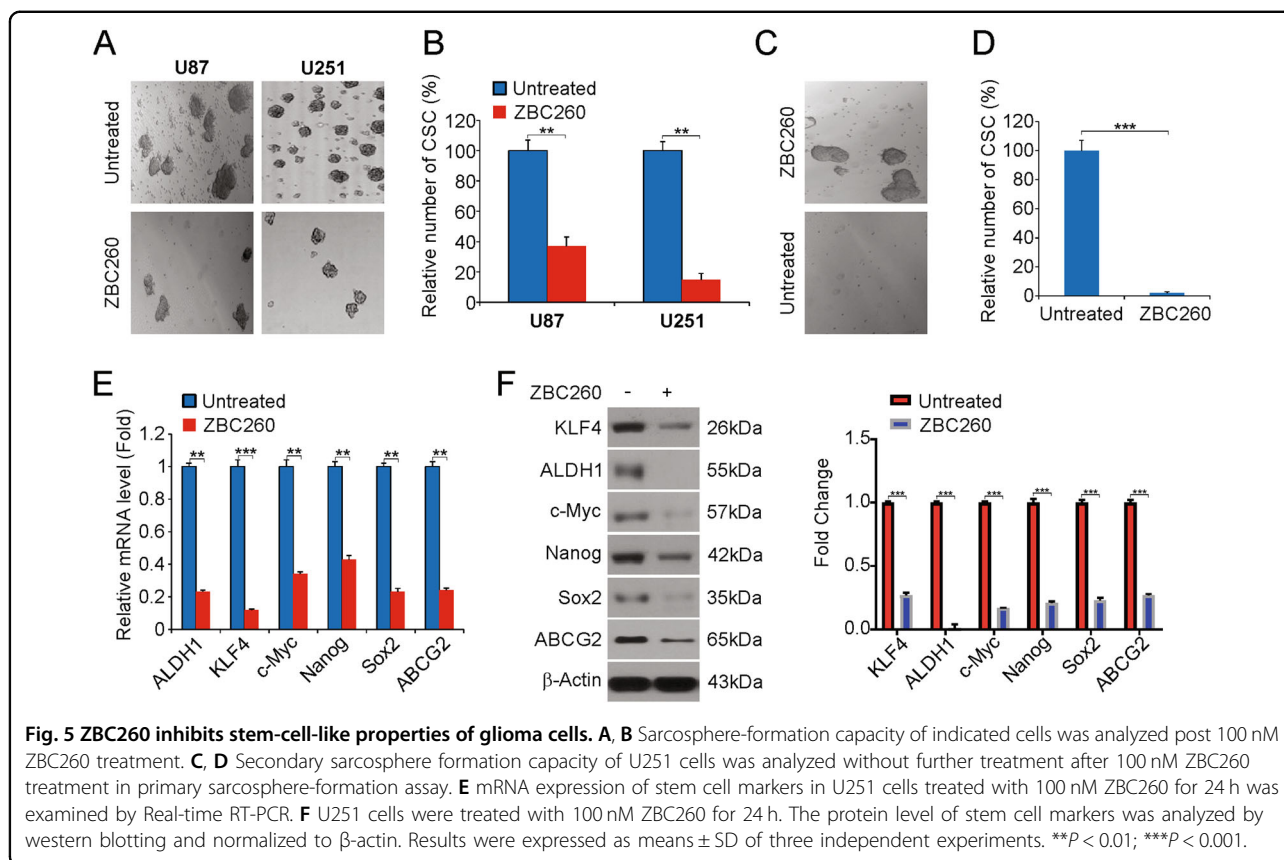 A
U87
U251
Untreated
ZBC260
B
Untreated
ZBC260
Relative number of CSC (%)
120
100
80
60
40
20
0
**
**
U87
U251
C
ZBC260
Untreated
D
Relative number of CSC (%)
120
100
80
60
40
20
0
***
Untreated
ZBC260
E
Untreated
ZBC260
Relative mRNA level (Fold)
1.2
1
0.8
0.6
0.4
0.2
0
**
***
**
**
**
**
ALDH1
KLF4
c-Myc
Nanog
Sox2
ABCG2
F
ZBC260 - +
KLF4 26kDa
ALDH1 55kDa
c-Myc 57kDa
Nanog 42kDa
Sox2 35kDa
ABCG2 65kDa
β-Actin 43kDa
Untreated
ZBC260
Fold Change
1.5
1.0
0.5
0.0
***
***
***
***
***
***
KLF4
ALDH1
c-Myc
Nanog
Sox2
ABCG2
Fig. 5 ZBC260 inhibits stem-cell-like properties of glioma cells. A, B Sarcosphere-formation capacity of indicated cells was analyzed post 100 nM
ZBC260 treatment. C, D Secondary sarcosphere formation capacity of U251 cells was analyzed without further treatment after 100 nM ZBC260
treatment in primary sarcosphere-formation assay. E mRNA expression of stem cell markers in U251 cells treated with 100 nM ZBC260 for 24 h was
examined by Real-time RT-PCR. F U251 cells were treated with 100 nM ZBC260 for 24 h. The protein level of stem cell markers was analyzed by
western blotting and normalized to β-actin. Results were expressed as means ± SD of three independent experiments. **P < 0.01; ***P < 0.001.